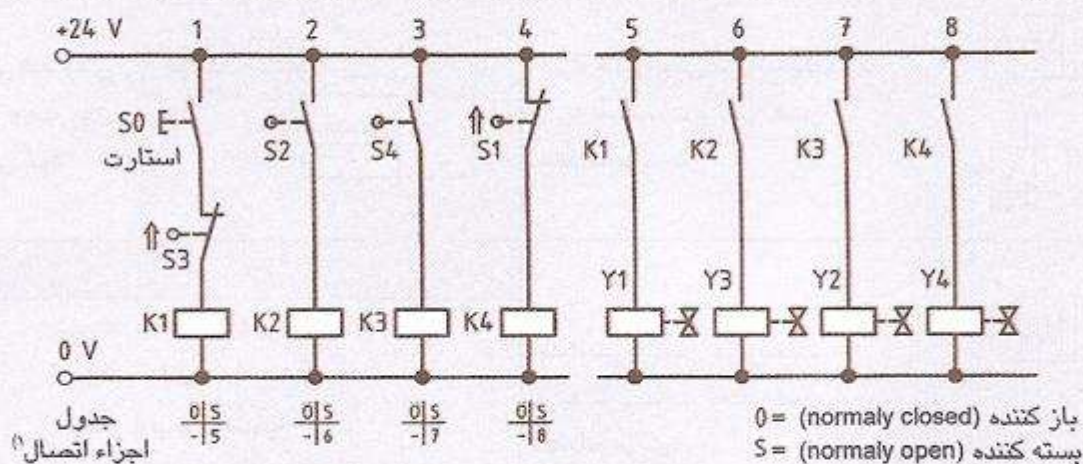 +24 V 1 2 3 4 5 6 7 8
S0 S2 S4 S1 K1 K2 K3 K4
استارت
S3
Y1 Y3 Y2 Y4
K1 K2 K3 K4
0 V
جدول
اجزاء اتصال ۱)
0 S
- 5
0 S
- 6
0 S
- 7
0 S
- 8
0 = (normaly closed) باز کننده
S = (normaly open) بسته کننده